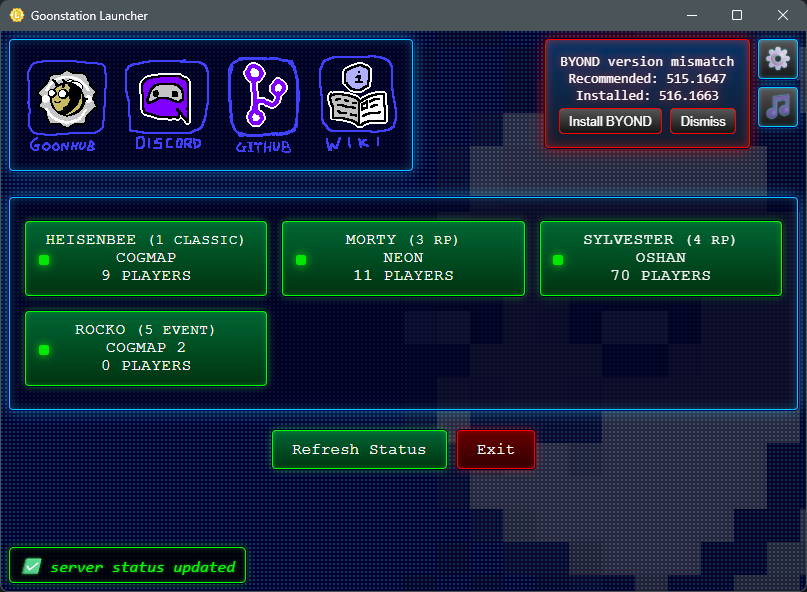 Goonstation Launcher
GOONHUB
DISCORD
GITHUB
WIKI
BYOND version mismatch
Recommended: 515.1647
Installed: 516.1663
Install BYOND
Dismiss
HEISENBEE (1 CLASSIC)
COGMAP
9 PLAYERS
MORTY (3 RP)
NEON
11 PLAYERS
SYLVESTER (4 RP)
OSHAN
70 PLAYERS
ROCKO (5 EVENT)
COGMAP 2
0 PLAYERS
Refresh Status
Exit
server status updated